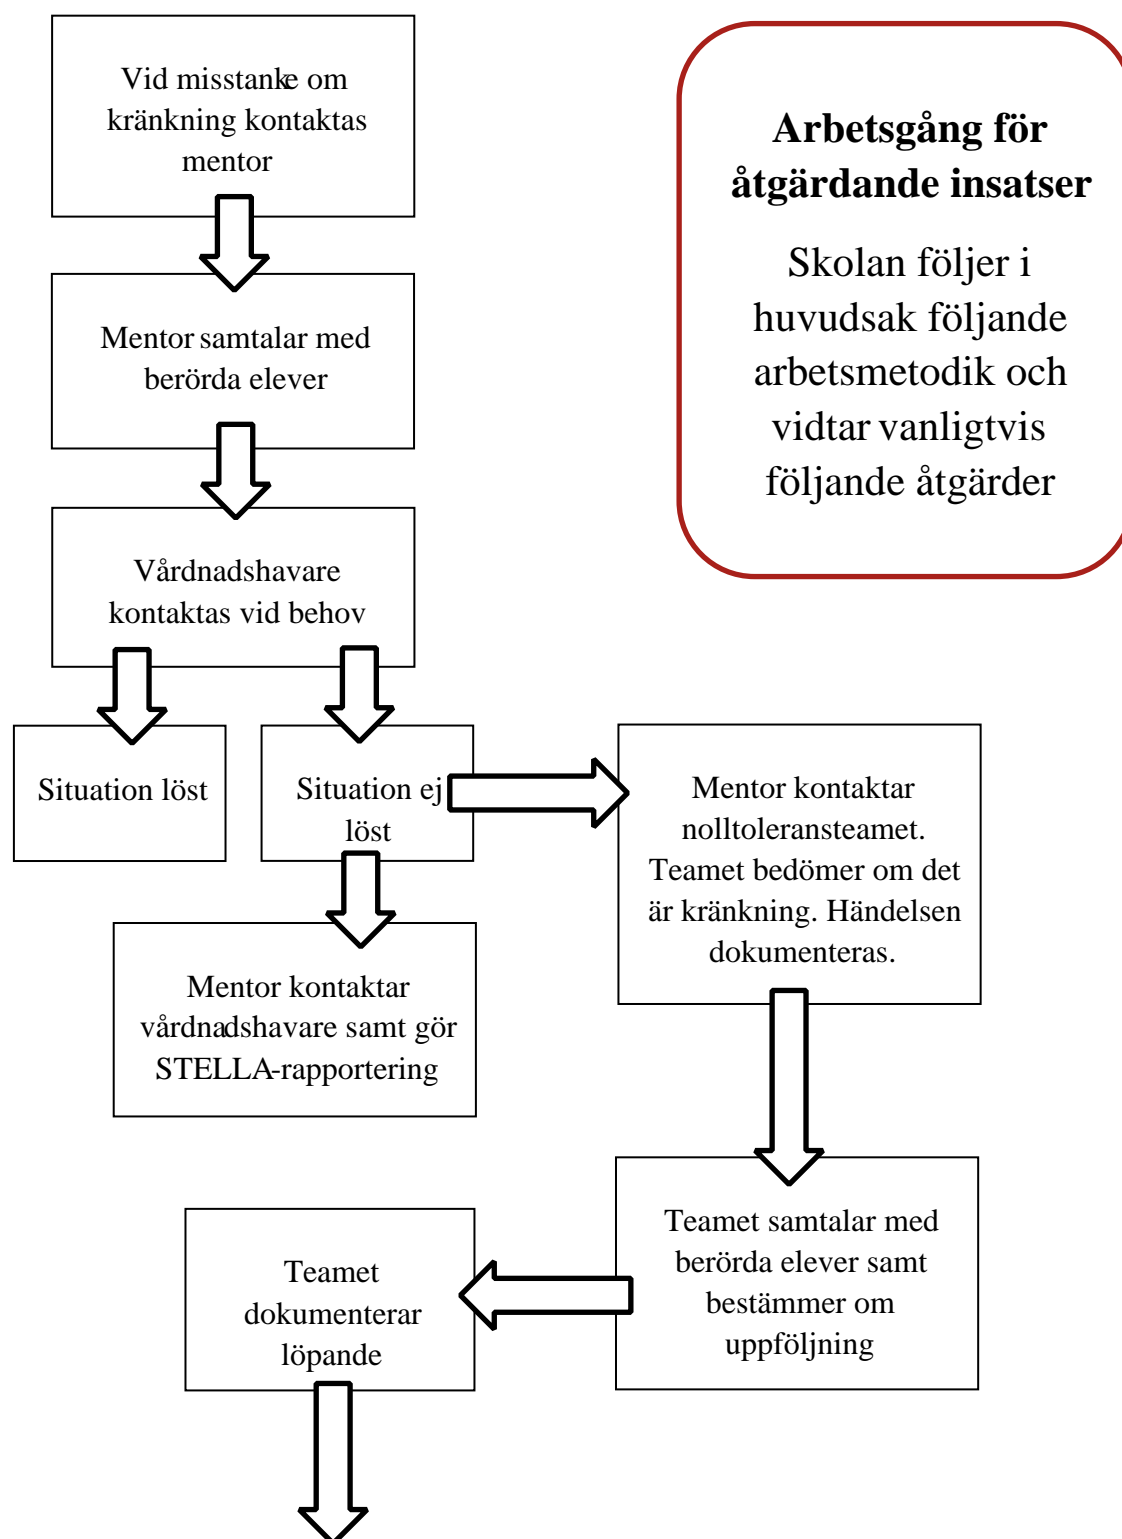 Vid misstanke om
kränkning kontaktas
mentor
Arbetsgång för
åtgärdande insatser
Skolan följer i
huvudsak följande
arbetsmetodik och
vidtar vanligtvis
följande åtgärder
Mentor samtalar med
berörda elever
Vårdnadshavare
kontaktas vid behov
Situation löst
Situation ej
löst
Mentor kontaktar
nolltoleransteamet.
Teamet bedömer om det
är kränkning. Händelsen
dokumenteras.
Mentor kontaktar
vårdnadshavare samt gör
STELLA-rapportering
Teamet samtalar med
berörda elever samt
bestämmer om
uppföljning
Teamet
dokumenterar
löpande